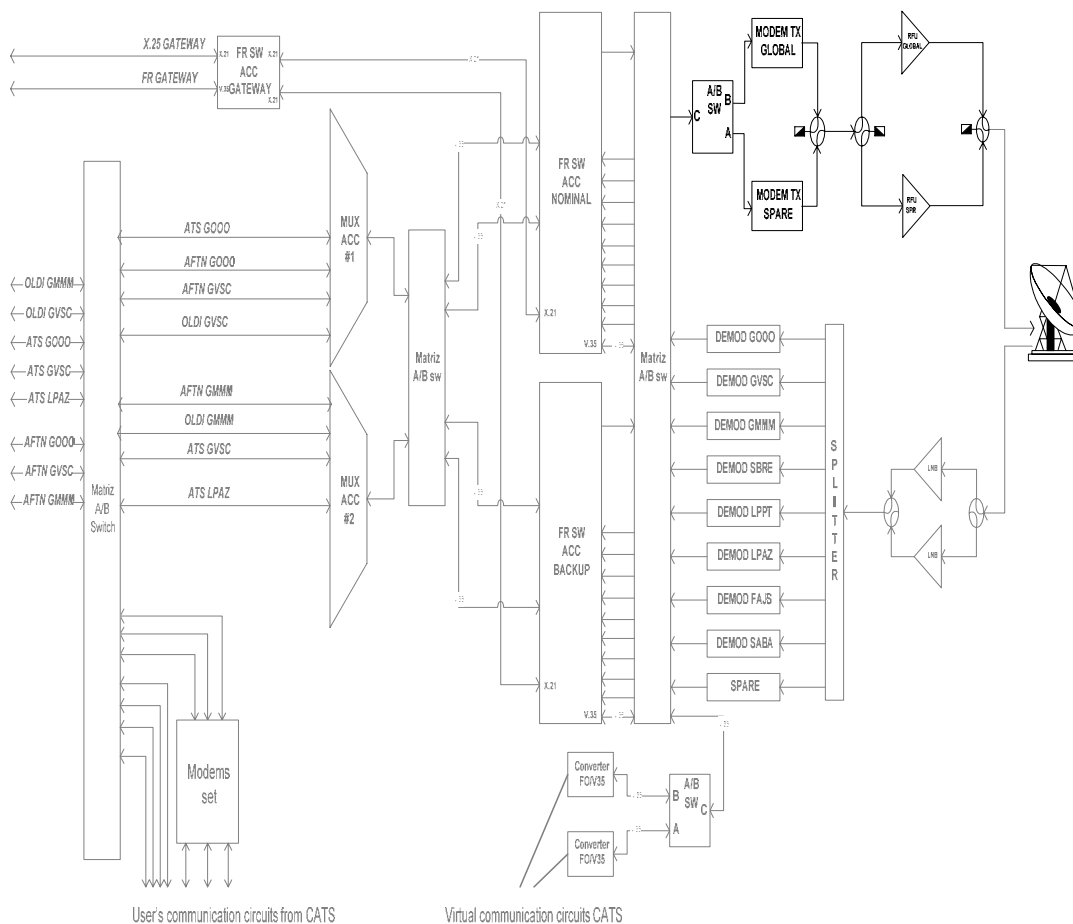 X.25 GATEWAY
FR GATEWAY
X.21
V.35
X.21
X.21
FR SW
ACC
GATEWAY
X.21
X.21
MUX
ACC
#1
MUX
ACC
#2
ATS GOOO
AFTN GOOO
AFTN GVSC
OLDI GVSC
AFTN GMMM
OLDI GMMM
ATS GVSC
ATS LPAZ
OLDI GMMM
OLDI GVSC
ATS GOOO
ATS GVSC
ATS LPAZ
AFTN GOOO
AFTN GVSC
AFTN GMMM
Matriz
A/B
Switch
Matriz
A/B sw
FR SW
ACC
NOMINAL
X.21
V.35
FR SW
ACC
BACKUP
X.21
V.35
Matriz
A/B sw
C
A/B
SW
B
A
MODEM TX
GLOBAL
MODEM TX
SPARE
RFU
GLOBAL
RFU
SPR
DEMOD GOOO
DEMOD GVSC
DEMOD GMMM
DEMOD SBRE
DEMOD LPPT
DEMOD LPAZ
DEMOD FAJS
DEMOD SABA
SPARE
SPLITTER
LNB
LNB
Modems
set
Converter
FO/V35
Converter
FO/V35
A/B
SW
B
C
A
User's communication circuits from CATS
Virtual communication circuits CATS